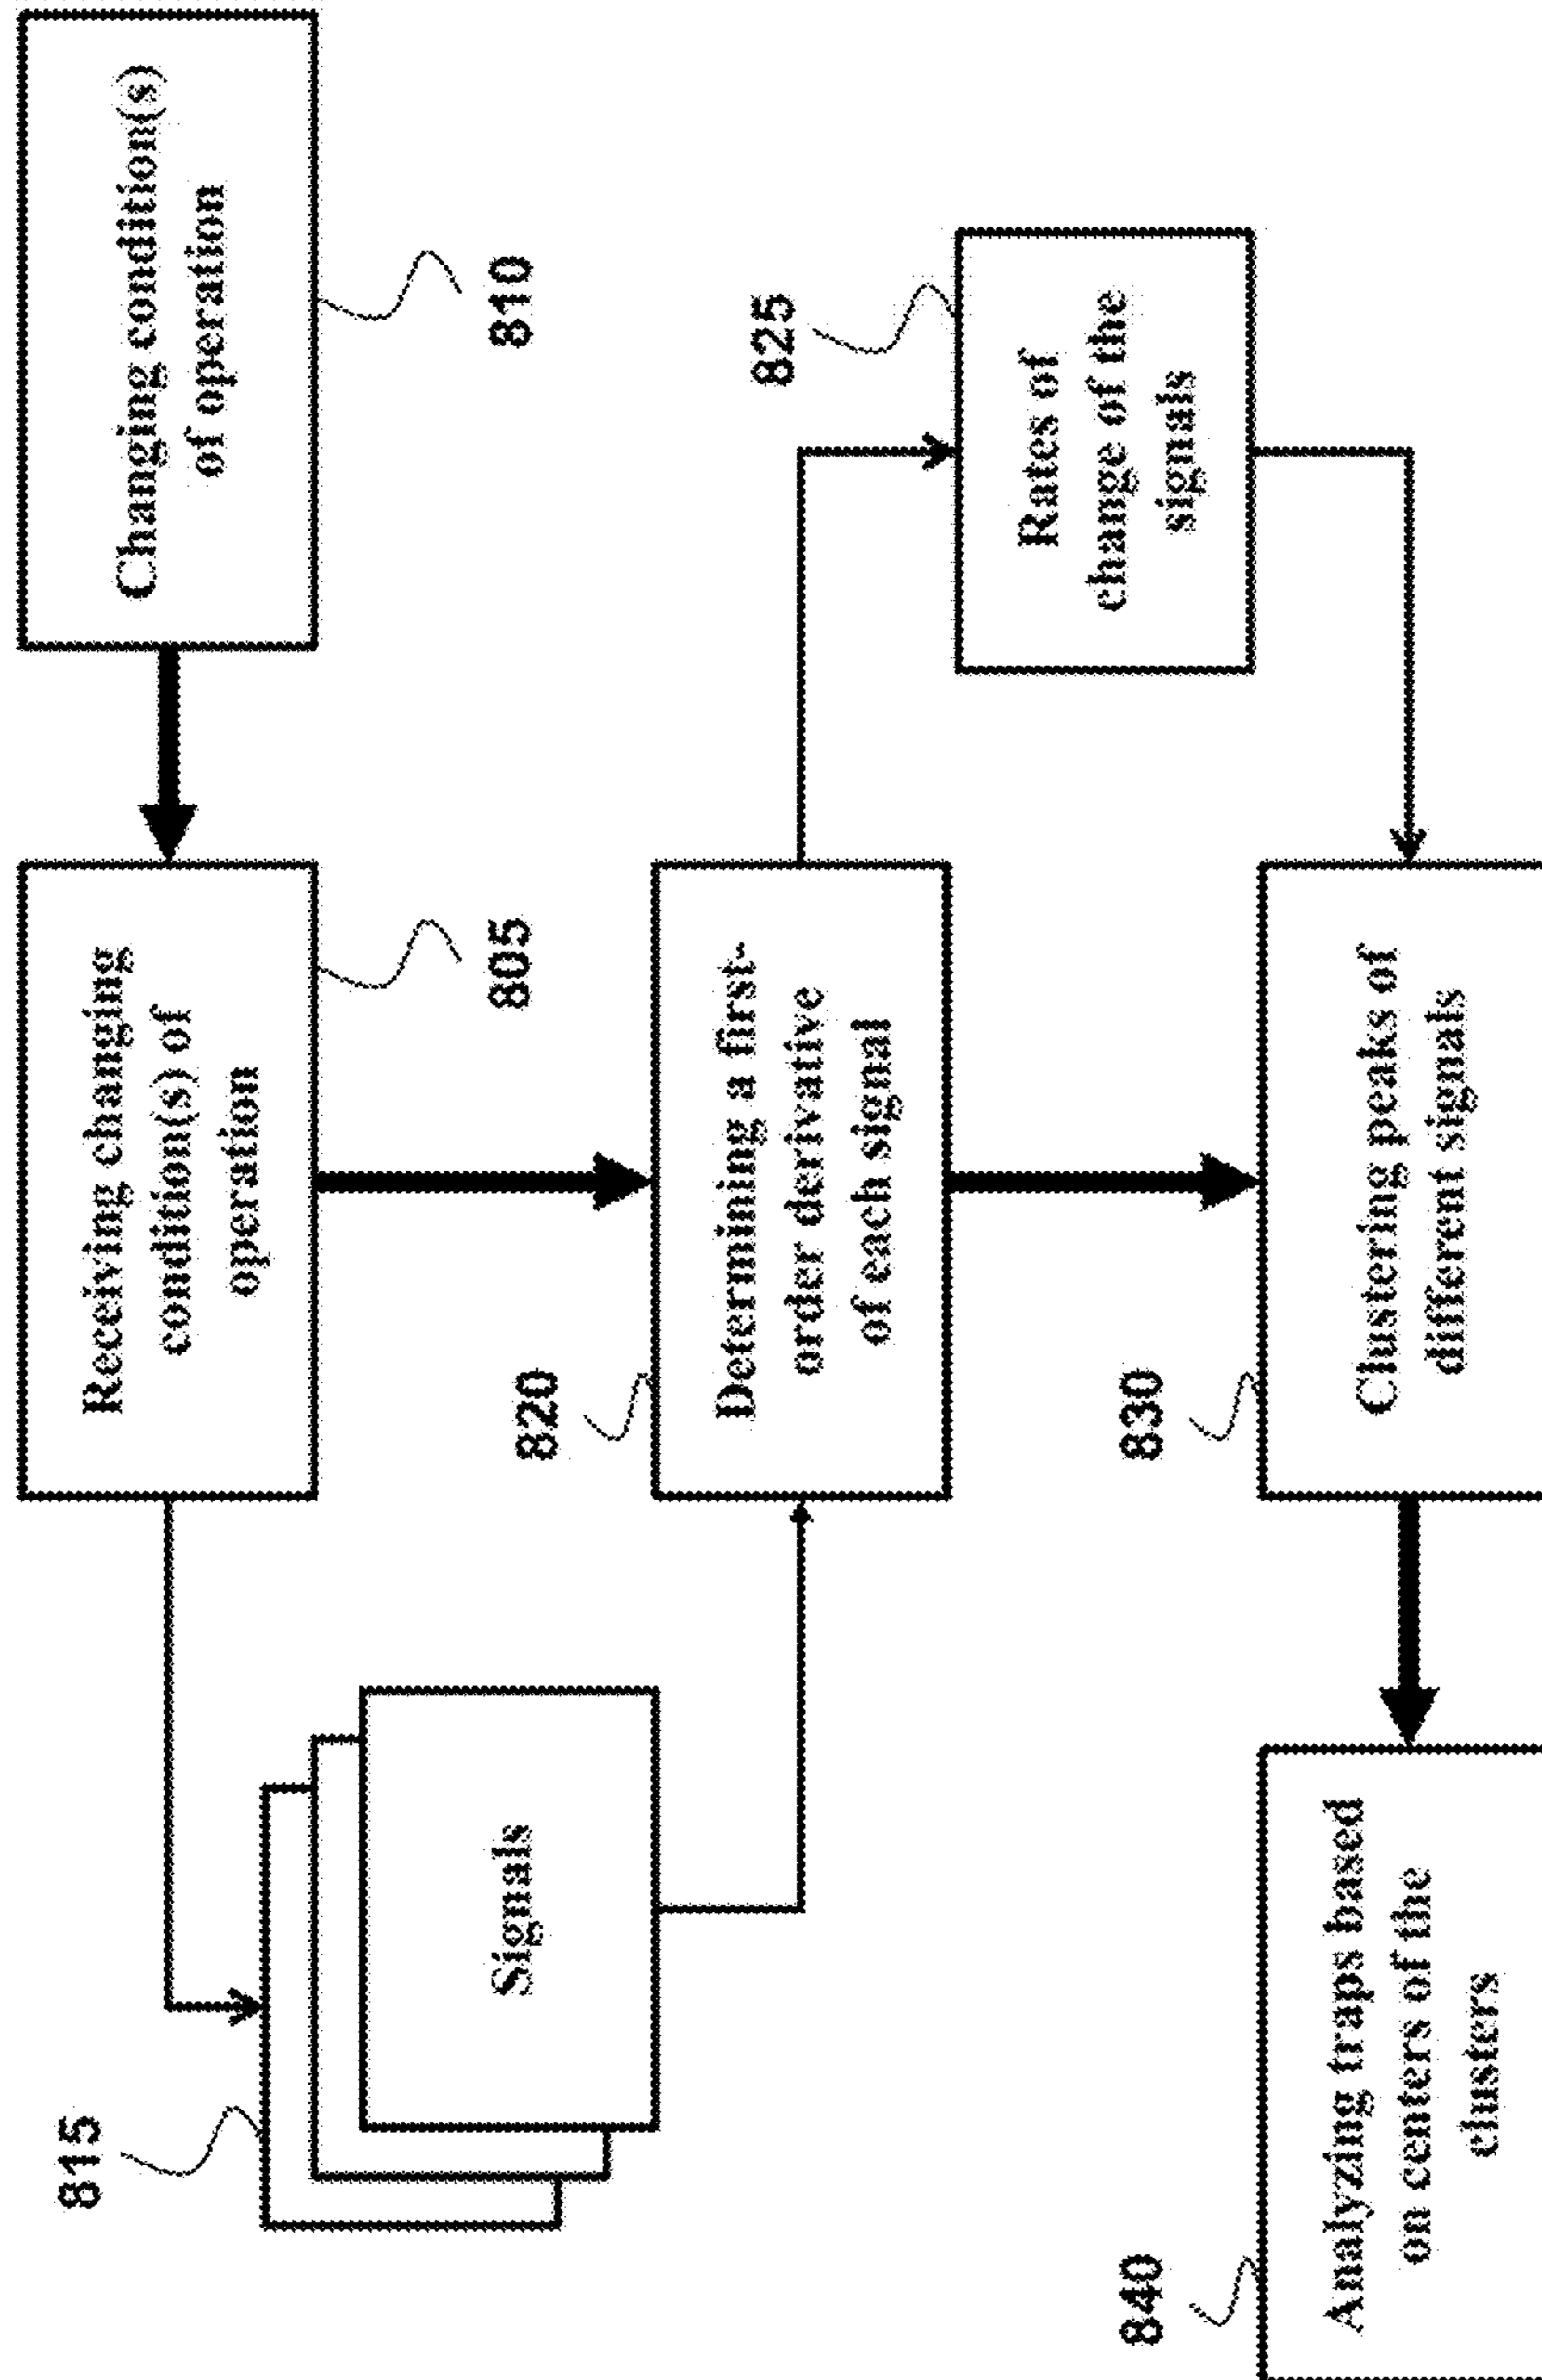 815
Receiving changing
condition(s) of
operation
805
Changing condition(s)
of operation
810
Signals
820
Determining a first-
order derivative
of each signal
825
Rates of
change of the
signals
840
Analyzing traps based
on centers of the
clusters
830
Clustering peaks of
different signals